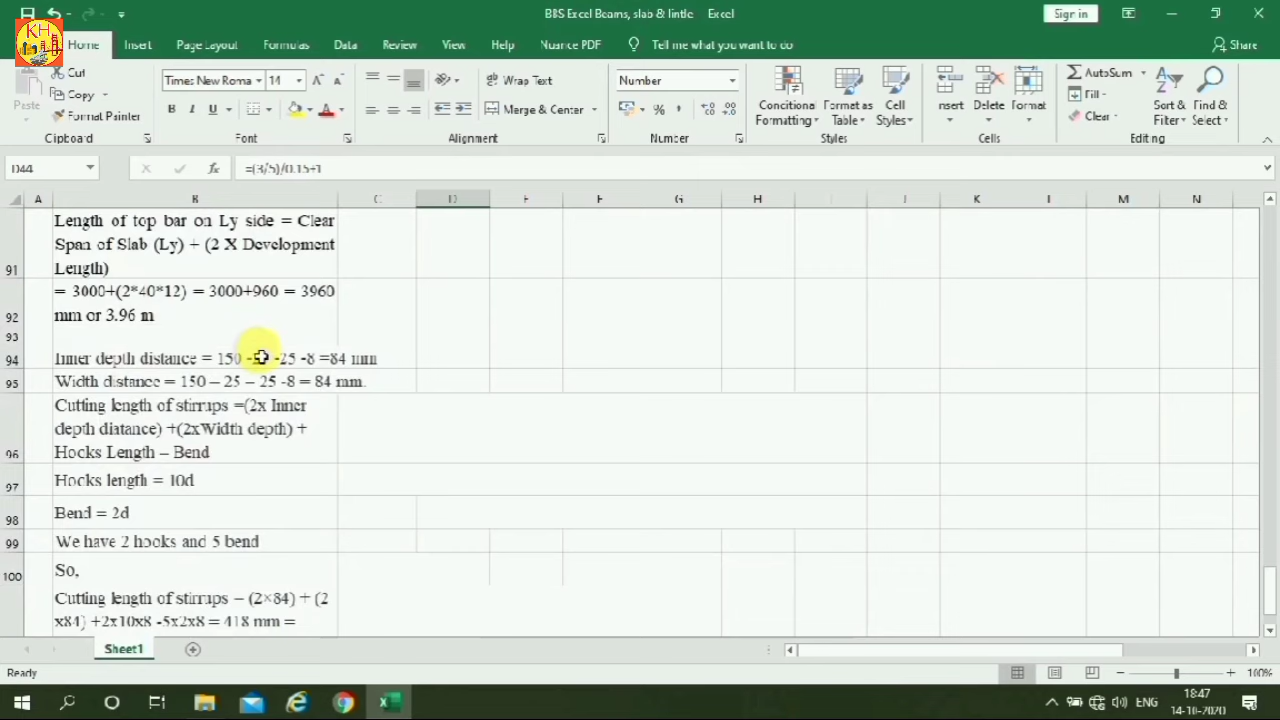 KH
BBS Excel Beams, slab & lintle - Excel
Sign in
Home Insert Page Layout Formulas Data Review View Help Nuance PDF Tell me what you want to do Share
Paste
Cut
Copy
Format Painter
Clipboard
Times New Roma 14
B I U
Font
Wrap Text
Merge & Center
Alignment
Number
Number
Conditional Formatting
Format as Table
Cell Styles
Styles
Insert Delete Format
Cells
AutoSum
Fill
Clear
Sort & Filter
Find & Select
Editing
D44
fx
=(3/5)/0.15+1
A B C D E F G H I J K L M N
Length of top bar on Ly side = Clear
Span of Slab (Ly) + (2 X Development
91 Length)
= 3000+(2*40*12) = 3000+960 = 3960
92 mm or 3.96 m
93
94 Inner depth distance = 150 -25 -25 -8 =84 mm
95 Width distance = 150 – 25 – 25 -8 = 84 mm.
Cutting length of stirrups =(2x Inner
depth diatance) +(2xWidth depth) +
96 Hocks Length – Bend
97 Hocks length = 10d
98 Bend = 2d
99 We have 2 hooks and 5 bend
100 So,
Cutting length of stirrups = (2×84) + (2
x84) +2x10x8 -5x2x8 = 418 mm =
Sheet1
Ready
100%
ENG
18:47
14-10-2020